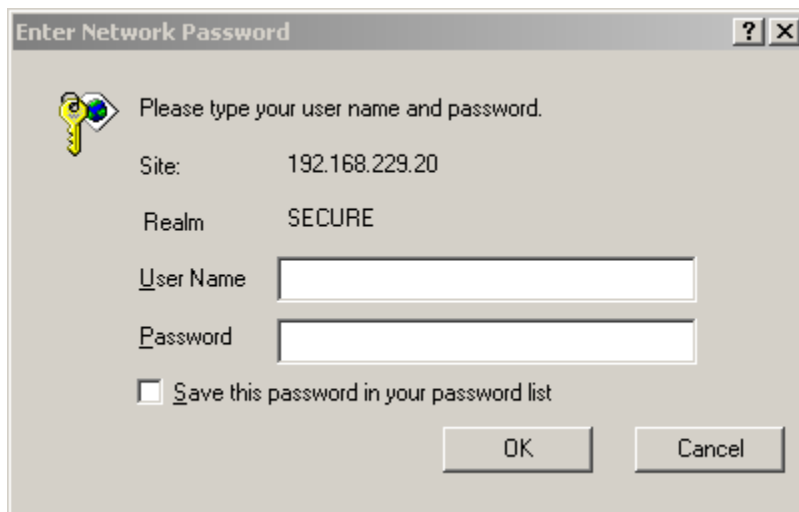 Enter Network Password
?
Please type your user name and password.
Site: 192.168.229.20
Realm SECURE
User Name
Password
Save this password in your password list
OK Cancel